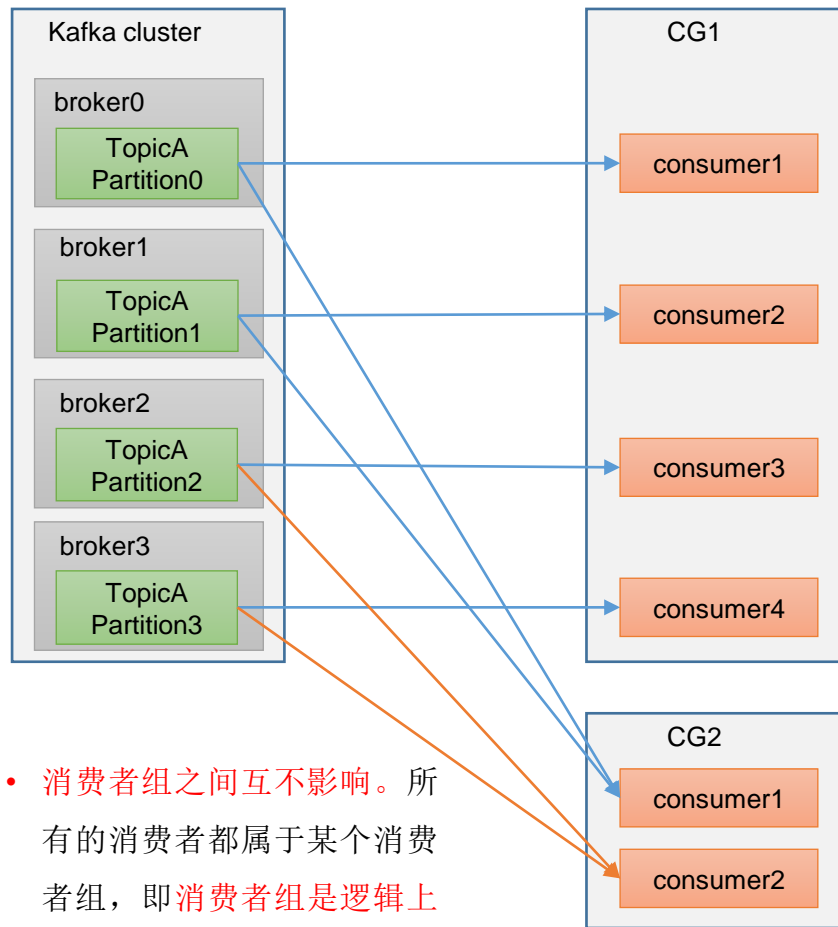 Kafka cluster
broker0
TopicA
Partition0
broker1
TopicA
Partition1
broker2
TopicA
Partition2
broker3
TopicA
Partition3
CG1
consumer1
consumer2
consumer3
consumer4
CG2
consumer1
consumer2
• 消费者组之间互不影响。所
有的消费者都属于某个消费
者组，即消费者组是逻辑上